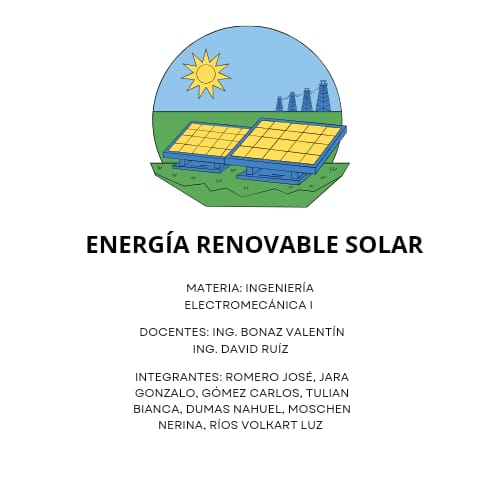 ENERGÍA RENOVABLE SOLAR
MATERIA: INGENIERÍA
ELECTROMECÁNICA I
DOCENTES: ING. BONAZ VALENTÍN
ING. DAVID RUÍZ
INTEGRANTES: ROMERO JOSÉ, JARA
GONZALO, GÓMEZ CARLOS, TULIAN
BIANCA, DUMAS NAHUEL, MOSCHEN
NERINA, RÍOS VOLKART LUZ